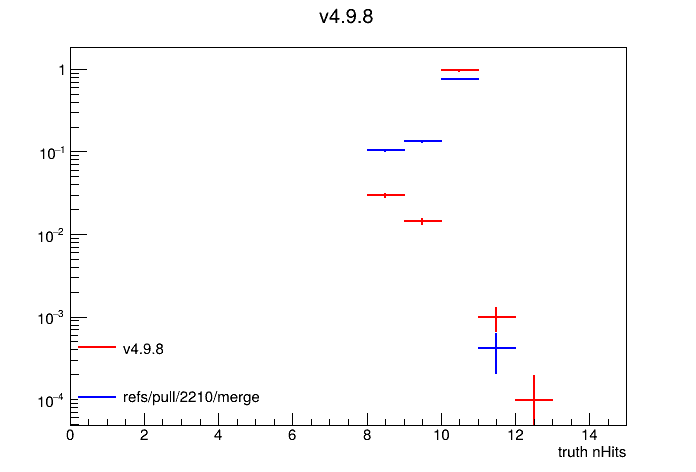 v4.9.8
1
10⁻¹
10⁻²
10⁻³
10⁻⁴
v4.9.8
refs/pull/2210/merge
0 2 4 6 8 10 12 14
truth nHits